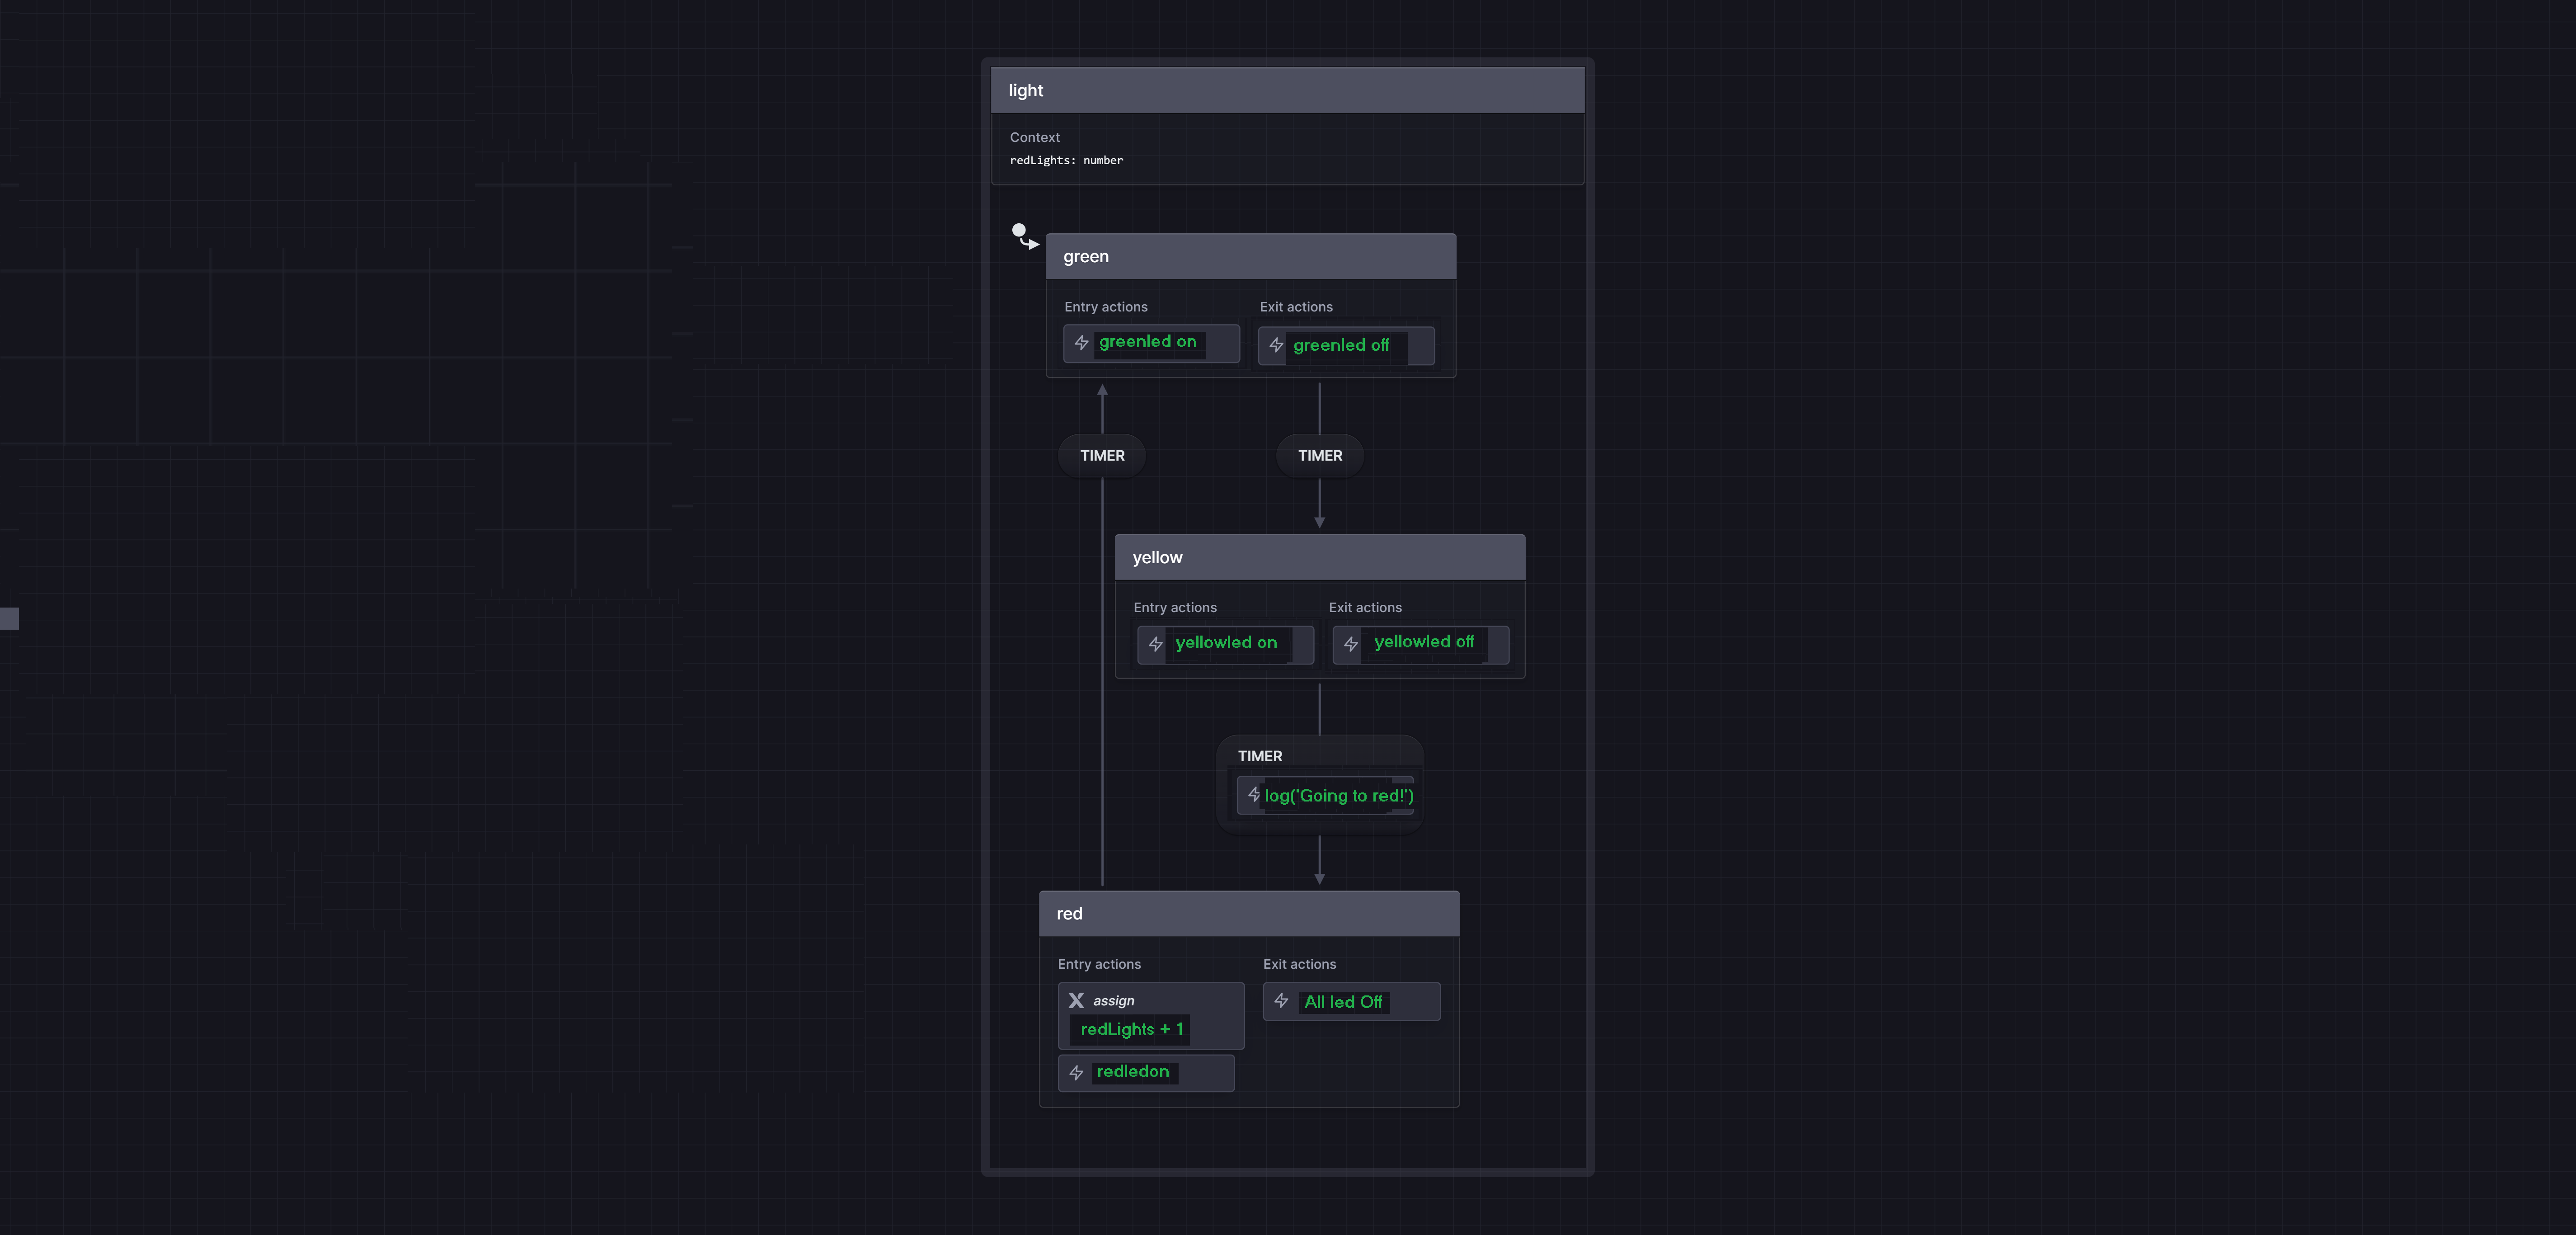 light
Context
redLights: number
green
Entry actions
Exit actions
greenled on
greenled off
TIMER
TIMER
yellow
Entry actions
Exit actions
yellowled on
yellowled off
TIMER
log('Going to red!')
red
Entry actions
Exit actions
assign
All led Off
redLights + 1
redledon